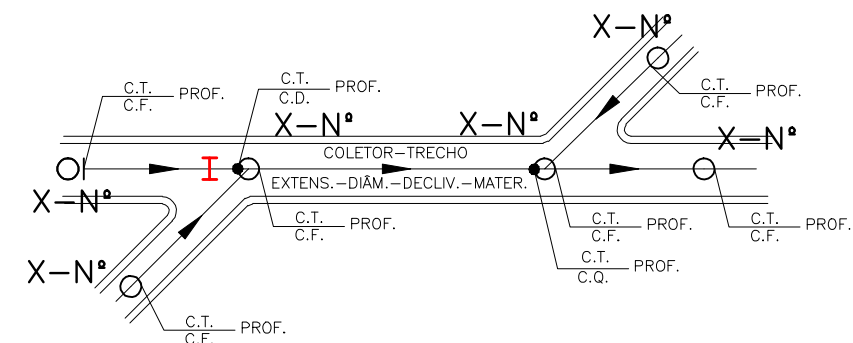 X-Nº
C.T.
C.F. PROF.
C.T.
C.D. PROF.
C.T.
C.F. PROF.
X-Nº
X-Nº
X-Nº
COLETOR-TRECHO
EXTENS.-DIÂM.-DECLIV.-MATER.
X-Nº
C.T.
C.F. PROF.
C.T.
C.F. PROF.
C.T.
C.F. PROF.
C.T.
C.Q. PROF.
X-Nº
C.T.
C.F. PROF.